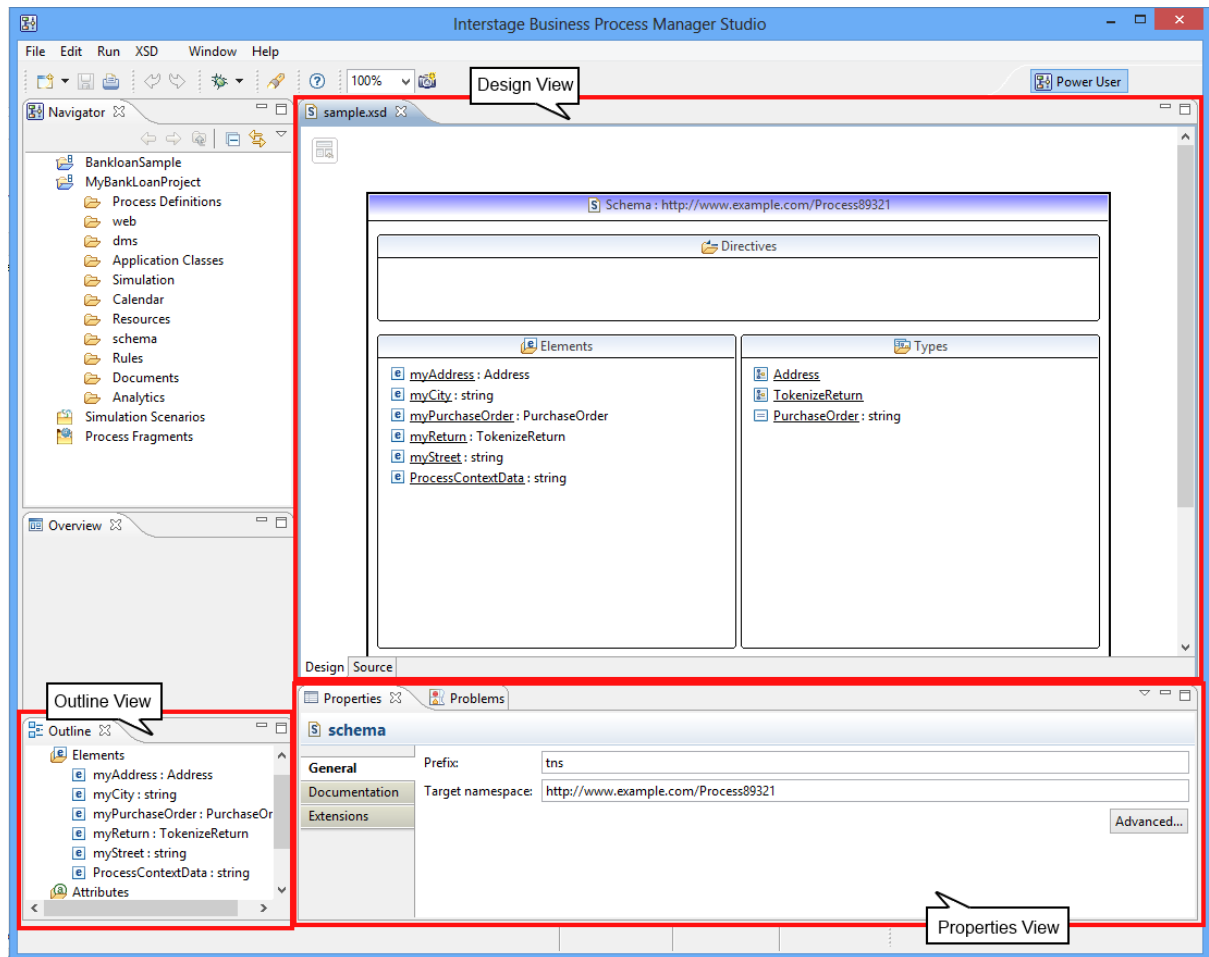 Interstage Business Process Manager Studio
File Edit Run XSD Window Help
100%
Design View
Power User
Navigator
BankloanSample
MyBankLoanProject
Process Definitions
web
dms
Application Classes
Simulation
Calendar
Resources
schema
Rules
Documents
Analytics
Simulation Scenarios
Process Fragments
sample.xsd
Schema : http://www.example.com/Process89321
Directives
Elements
myAddress : Address
myCity : string
myPurchaseOrder : PurchaseOrder
myReturn : TokenizeReturn
myStreet : string
ProcessContextData : string
Types
Address
TokenizeReturn
PurchaseOrder : string
Design Source
Overview
Outline View
Outline
Elements
myAddress : Address
myCity : string
myPurchaseOrder : PurchaseOr
myReturn : TokenizeReturn
myStreet : string
ProcessContextData : string
Attributes
Properties Problems
schema
General
Documentation
Extensions
Prefix: tns
Target namespace: http://www.example.com/Process89321
Advanced...
Properties View